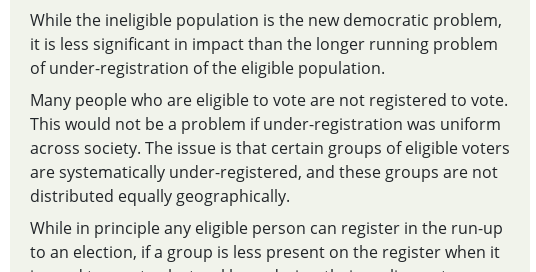 While the ineligible population is the new democratic problem,
it is less significant in impact than the longer running problem
of under-registration of the eligible population.
Many people who are eligible to vote are not registered to vote.
This would not be a problem if under-registration was uniform
across society. The issue is that certain groups of eligible voters
are systematically under-registered, and these groups are not
distributed equally geographically.
While in principle any eligible person can register in the run-up
to an election, if a group is less present on the register when it